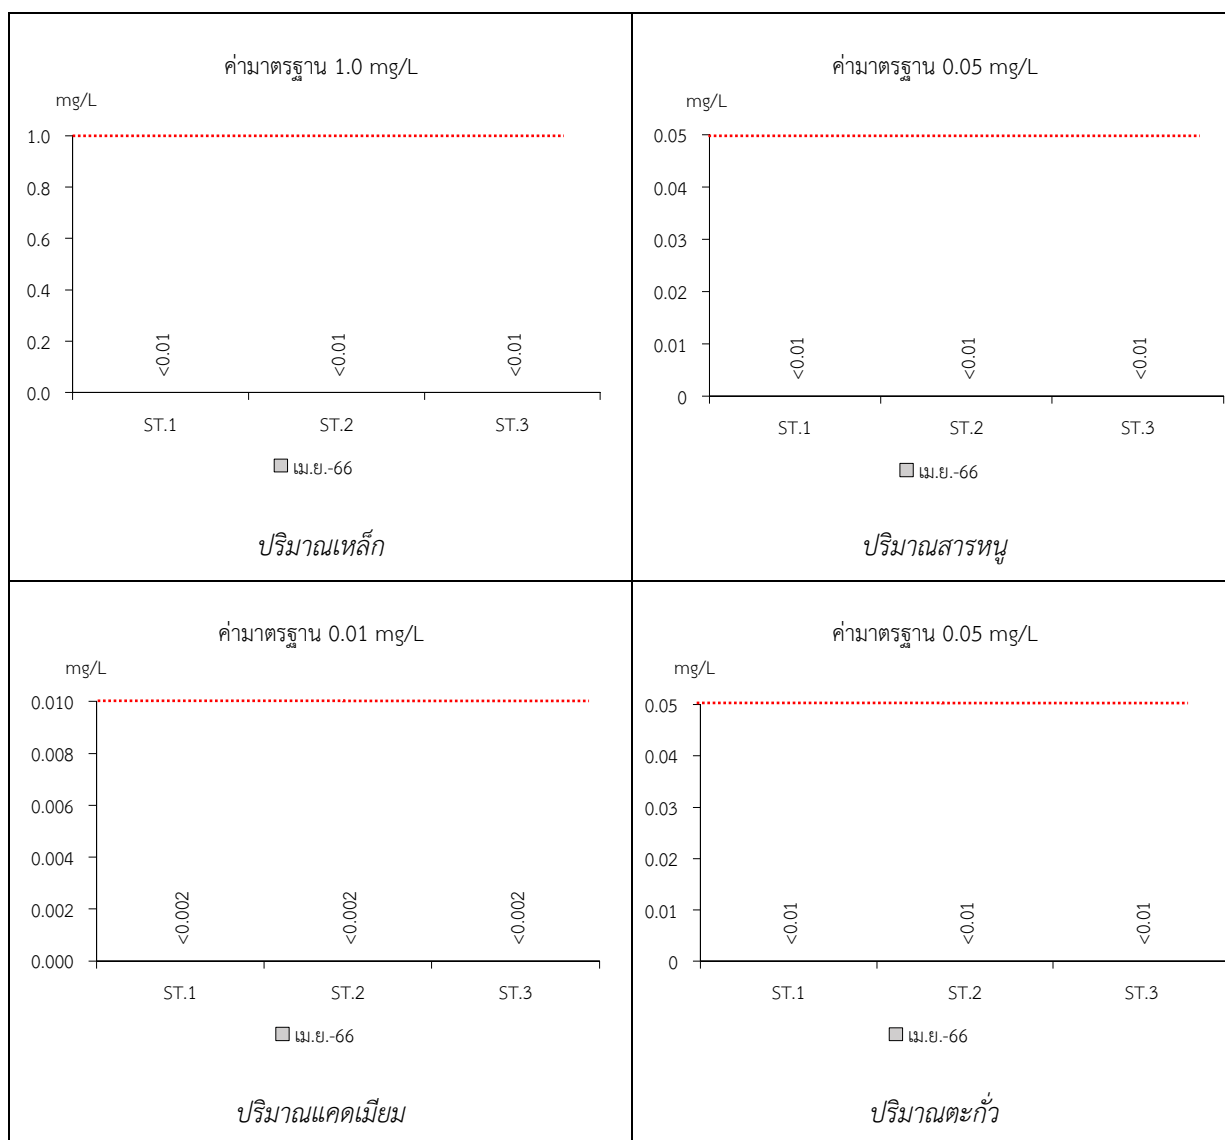 ค่ามาตรฐาน 1.0 mg/L
mg/L
1.0
0.8
0.6
0.4
0.2
0.0
<0.01
<0.01
<0.01
ST.1 ST.2 ST.3
เม.ย.-66
ปริมาณเหล็ก
ค่ามาตรฐาน 0.05 mg/L
mg/L
0.05
0.04
0.03
0.02
0.01
0
<0.01
<0.01
<0.01
ST.1 ST.2 ST.3
เม.ย.-66
ปริมาณสารหนู
ค่ามาตรฐาน 0.01 mg/L
mg/L
0.010
0.008
0.006
0.004
0.002
0.000
<0.002
<0.002
<0.002
ST.1 ST.2 ST.3
เม.ย.-66
ปริมาณแคดเมียม
ค่ามาตรฐาน 0.05 mg/L
mg/L
0.05
0.04
0.03
0.02
0.01
0
<0.01
<0.01
<0.01
ST.1 ST.2 ST.3
เม.ย.-66
ปริมาณตะกั่ว